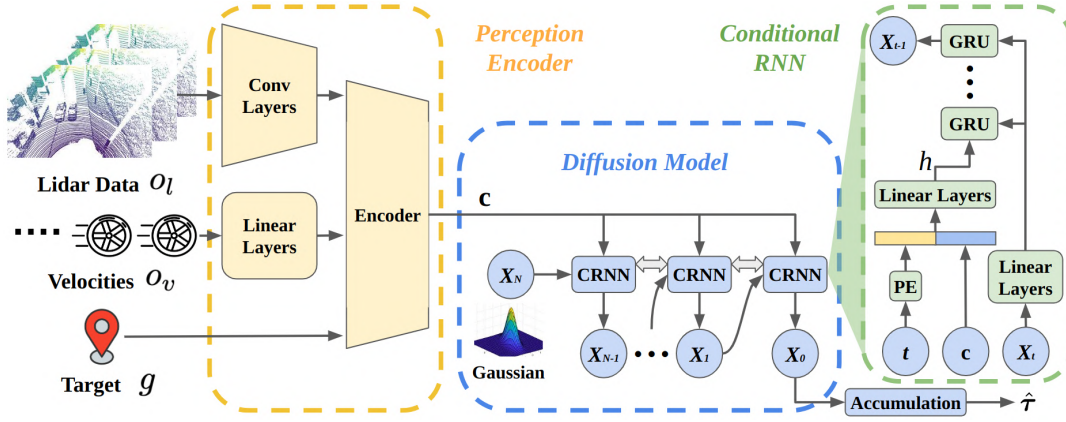 Perception
Encoder
Conditional
RNN
Diffusion Model
Conv
Layers
Lidar Data o_l
Linear
Layers
Encoder
Velocities o_v
Target g
c
X_N
CRNN
CRNN
CRNN
Gaussian
X_{N-1}
X_1
X_0
Accumulation
τ̂
X_{t-1}
GRU
GRU
h
Linear Layers
PE
Linear
Layers
t
c
X_t